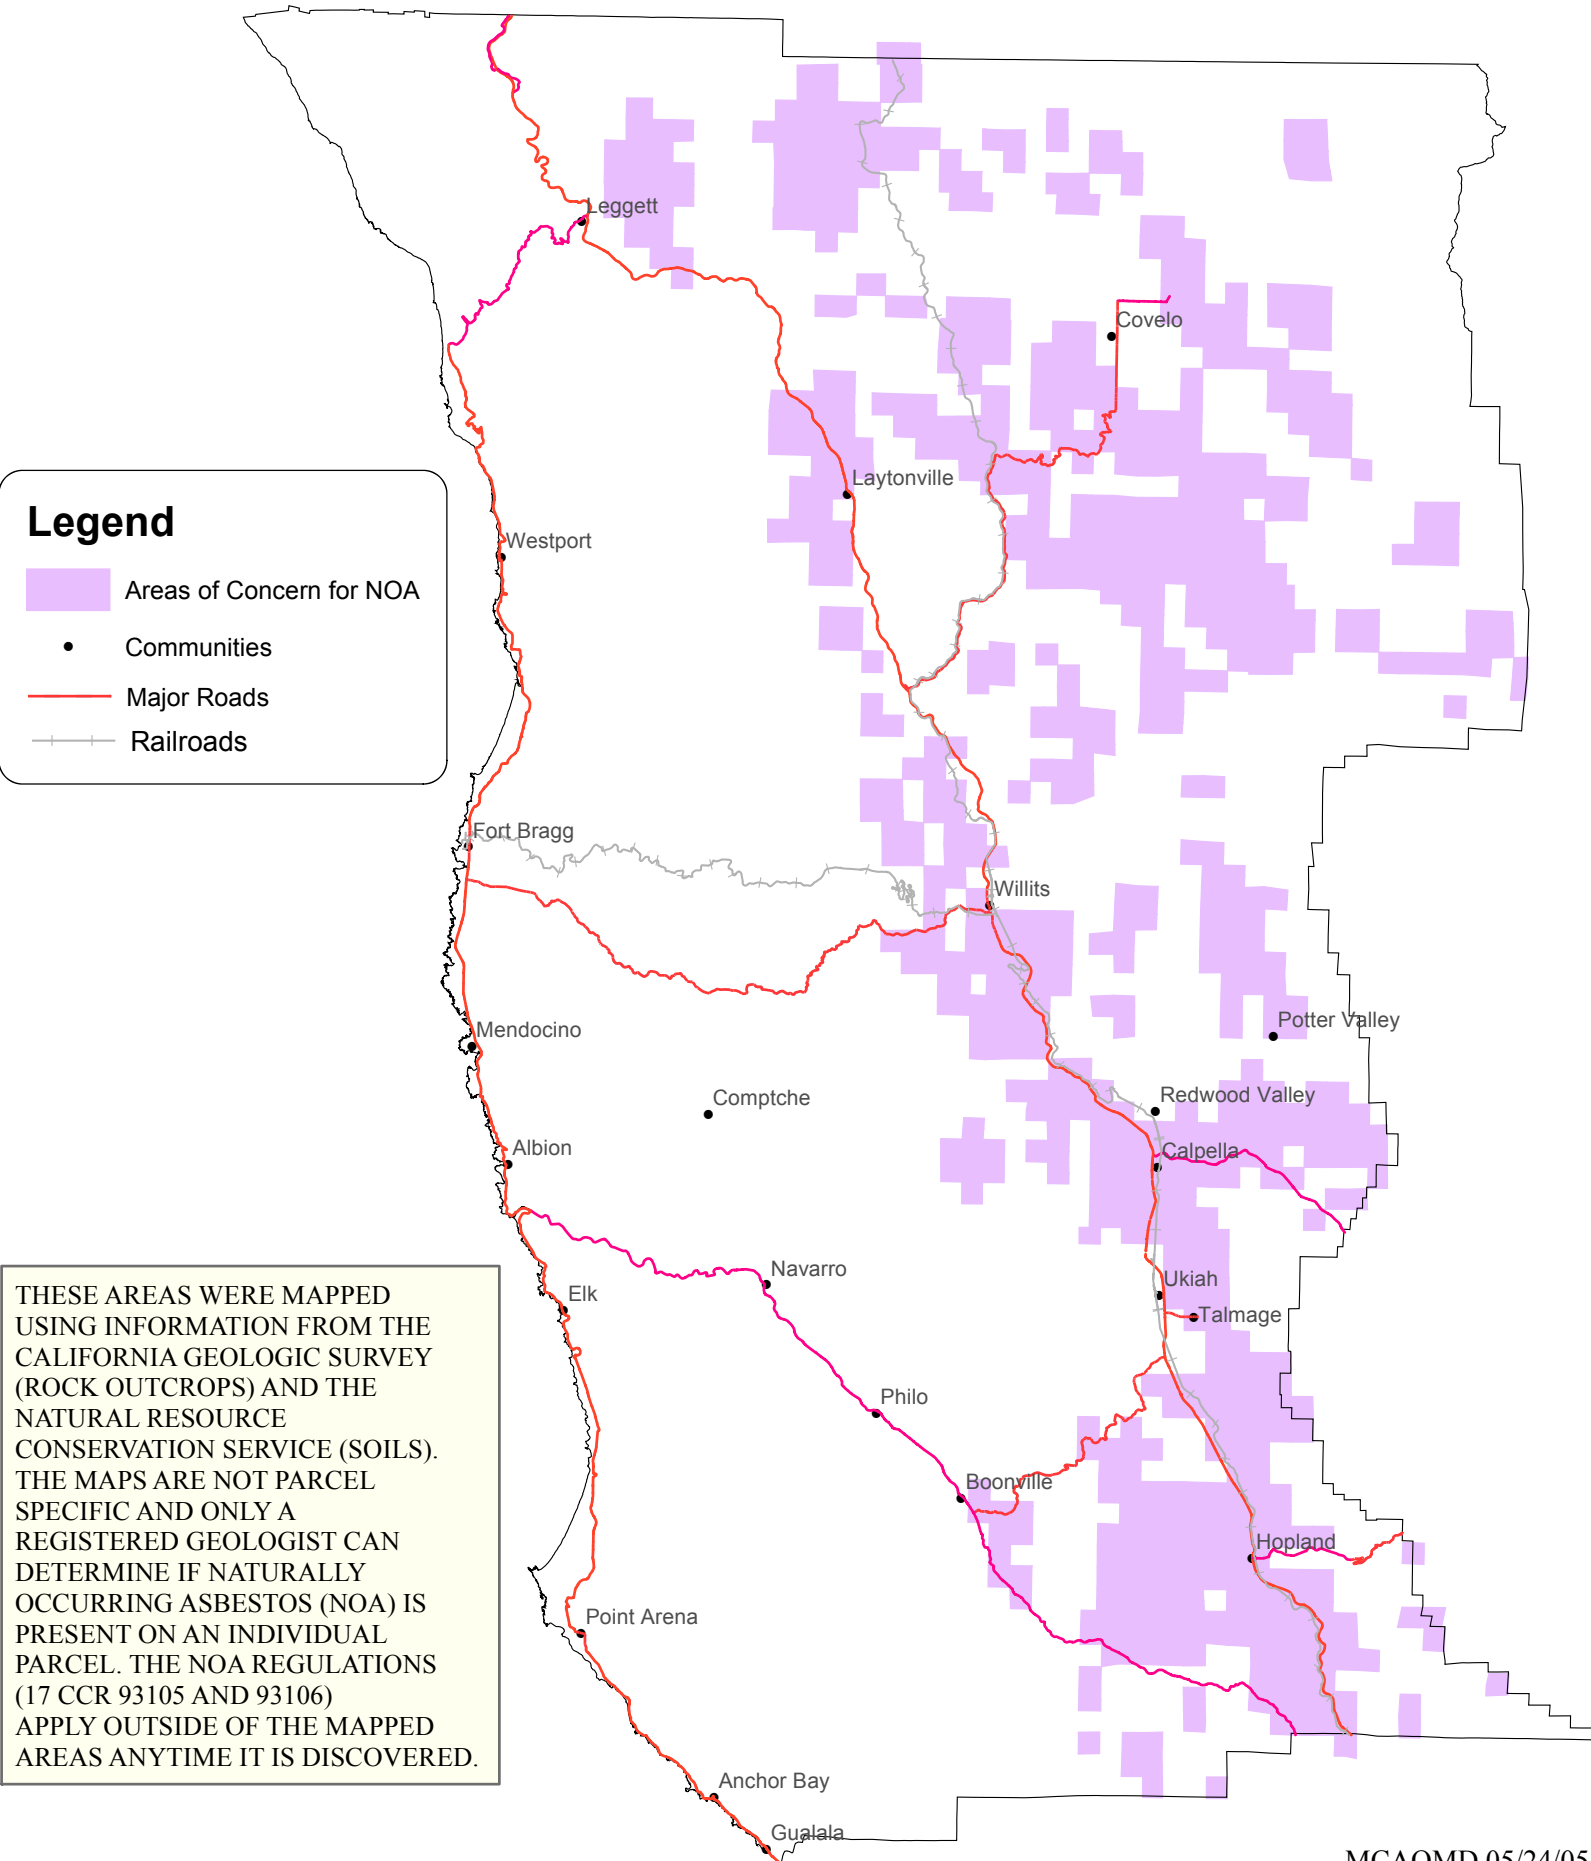 Leggett
Covelo
Laytonville
Legend
Areas of Concern for NOA
Communities
Major Roads
Railroads
Westport
Fort Bragg
Willits
Mendocino
Potter Valley
Comptche
Redwood Valley
Albion
Calpella
Navarro
Ukiah
Elk
Talmage
THESE AREAS WERE MAPPED
USING INFORMATION FROM THE
CALIFORNIA GEOLOGIC SURVEY
(ROCK OUTCROPS) AND THE
NATURAL RESOURCE
CONSERVATION SERVICE (SOILS).
THE MAPS ARE NOT PARCEL
SPECIFIC AND ONLY A
REGISTERED GEOLOGIST CAN
DETERMINE IF NATURALLY
OCCURRING ASBESTOS (NOA) IS
PRESENT ON AN INDIVIDUAL
PARCEL. THE NOA REGULATIONS
(17 CCR 93105 AND 93106)
APPLY OUTSIDE OF THE MAPPED
AREAS ANYTIME IT IS DISCOVERED.
Philo
Boonville
Hopland
Point Arena
Anchor Bay
Gualala
MCAQMD 05/24/05